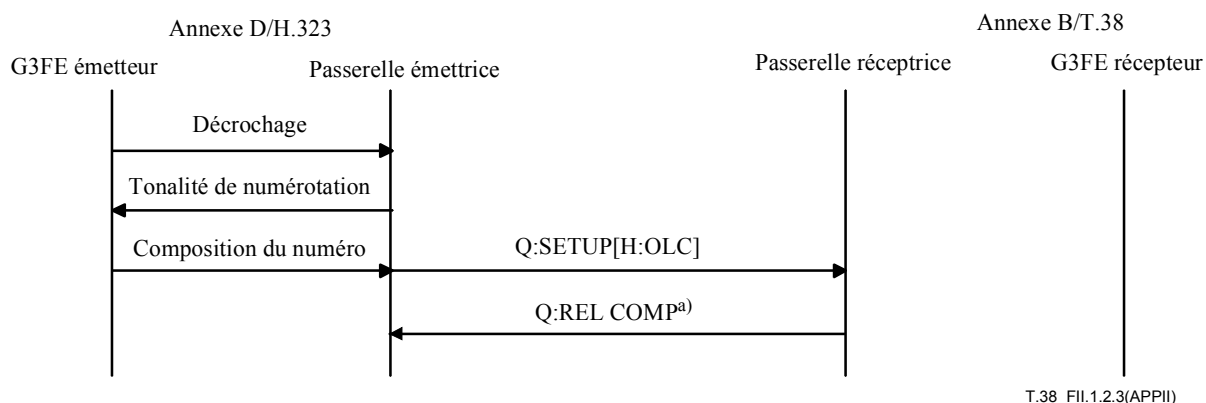 Annexe D/H.323
Annexe B/T.38
G3FE émetteur
Passerelle émettrice
Passerelle réceptrice
G3FE récepteur
Décrochage
Tonalité de numérotation
Composition du numéro
Q:SETUP[H:OLC]
Q:REL COMPa)
T.38_FII.1.2.3(APPII)